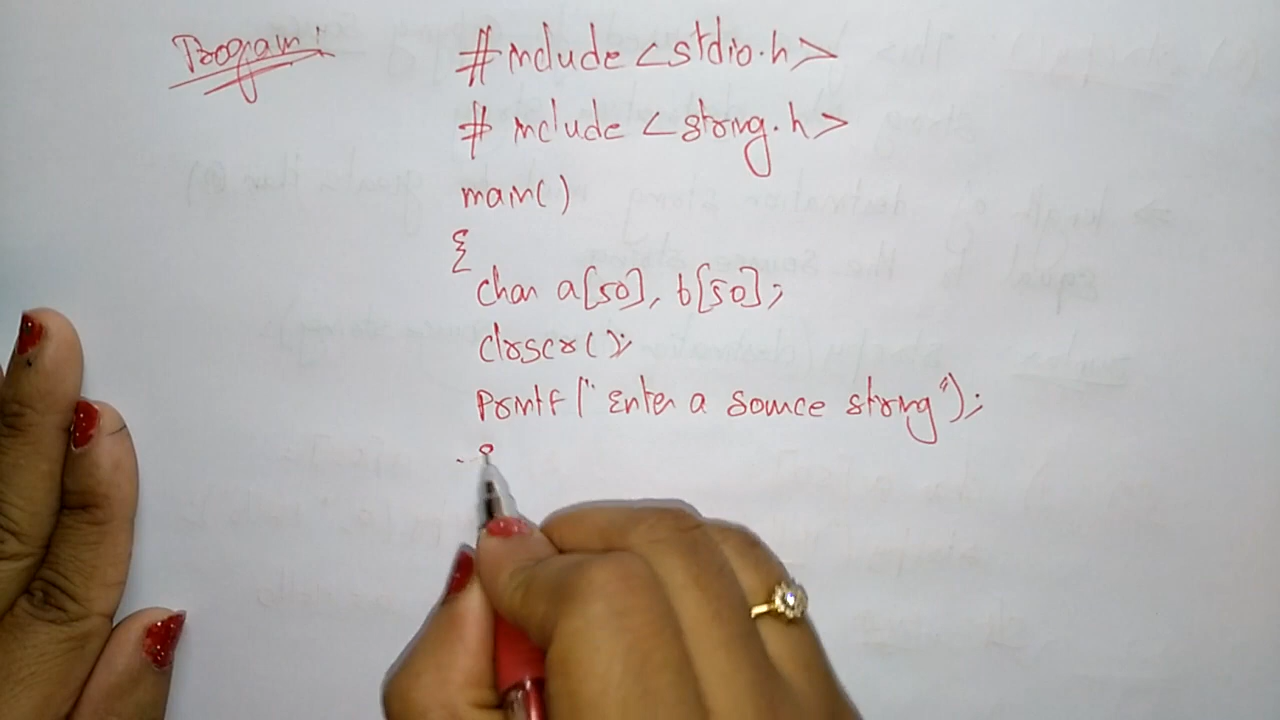 Program:
#include <stdio.h>
# include <string.h>
main()
{
char a[50], b[50];
clrscr();
Printf ("Enter a source string");